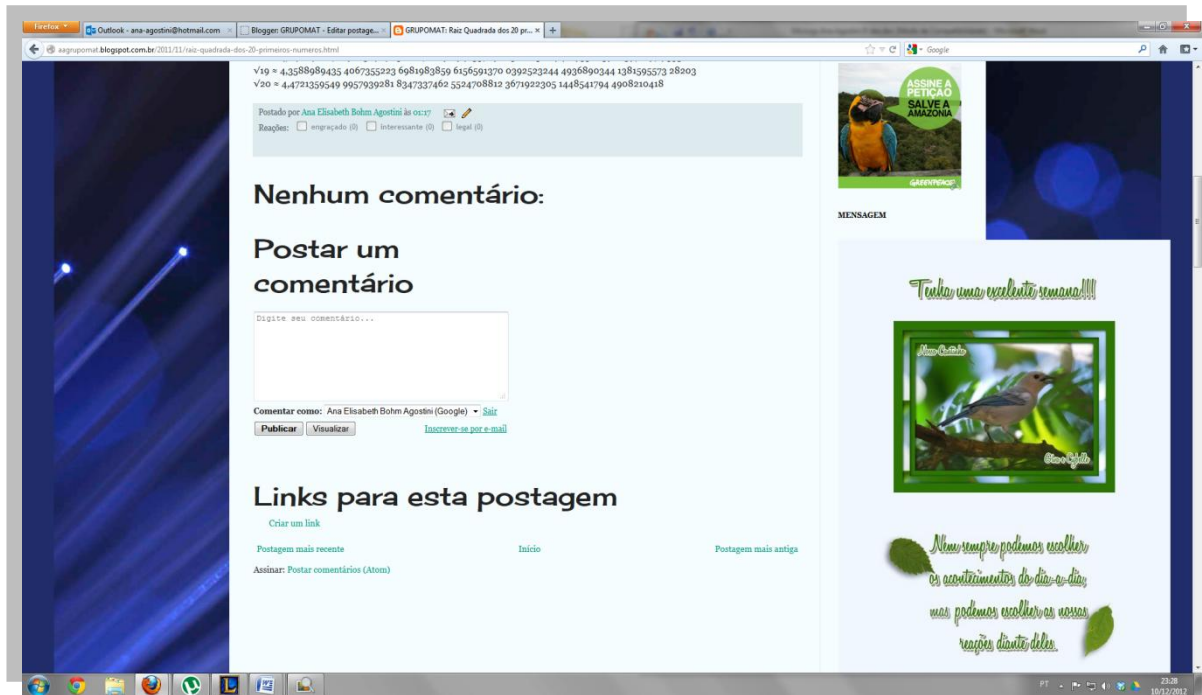 Firefox
Outlook - ana-agostini@hotmail.com
Blogger: GRUPOMAT - Editar postage...
GRUPOMAT: Raiz Quadrada dos 20 pr...
aagrupomat.blogspot.com.br/2011/11/raiz-quadrada-dos-20-primeiros-numeros.html
Google
√19 ≈ 4,3588989435 4067355223 6981983859 6156591370 0392523244 4936890344 1381595573 28203
√20 ≈ 4,4721359549 9957939281 8347337462 5524708812 3671922305 1448541794 4908210418
Postado por Ana Elisabeth Bohm Agostini às 01:17
Reações: engraçado (0) interessante (0) legal (0)
Nenhum comentário:
Postar um
comentário
Digite seu comentário...
Comentar como: Ana Elisabeth Bohm Agostini (Google) Sair
Publicar Visualizar Inscrever-se por e-mail
Links para esta postagem
Criar um link
Postagem mais recente Início Postagem mais antiga
Assinar: Postar comentários (Atom)
ASSINE A
PETIÇÃO
SALVE A
AMAZÔNIA
GREENPEACE
MENSAGEM
Tenha uma excelente semana!!!
Nosso Cantinho
Nem sempre podemos escolher
os acontecimentos do dia-a-dia,
mas podemos escolher as nossas
reações diante deles.
PT
23:28
10/12/2012